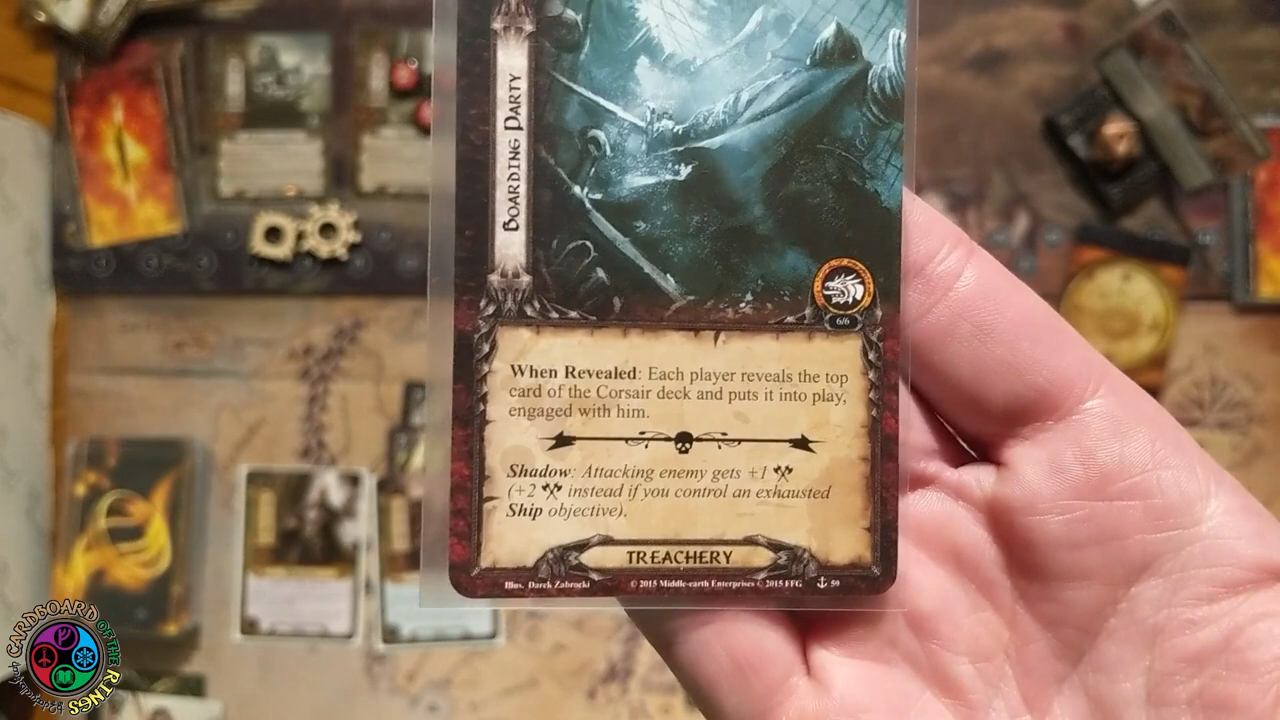 BOARDING PARTY
6/6
When Revealed: Each player reveals the top
card of the Corsair deck and puts it into play,
engaged with him.
Shadow: Attacking enemy gets +1
(+2 instead if you control an exhausted
Ship objective).
TREACHERY
Illus. Darek Zabrocki © 2015 Middle-earth Enterprises © 2015 FFG 59
CARDBOARD OF THE RINGS